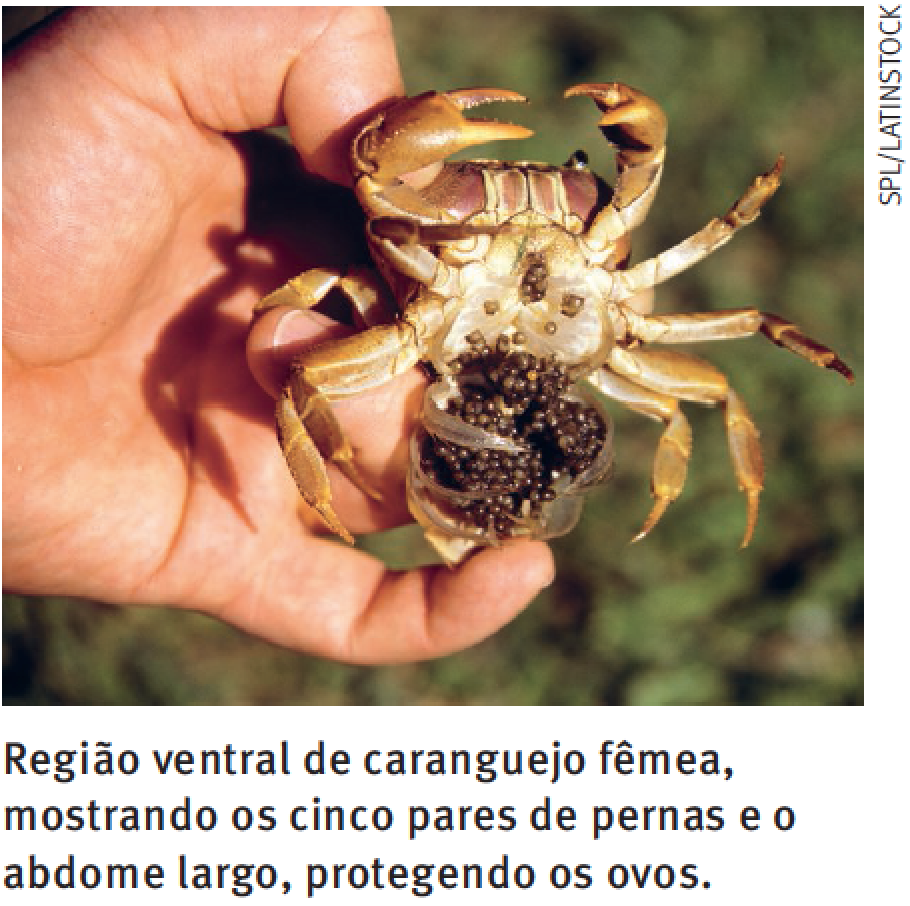 SPL/LATINSTOCK
Região ventral de caranguejo fêmea,
mostrando os cinco pares de pernas e o
abdome largo, protegendo os ovos.